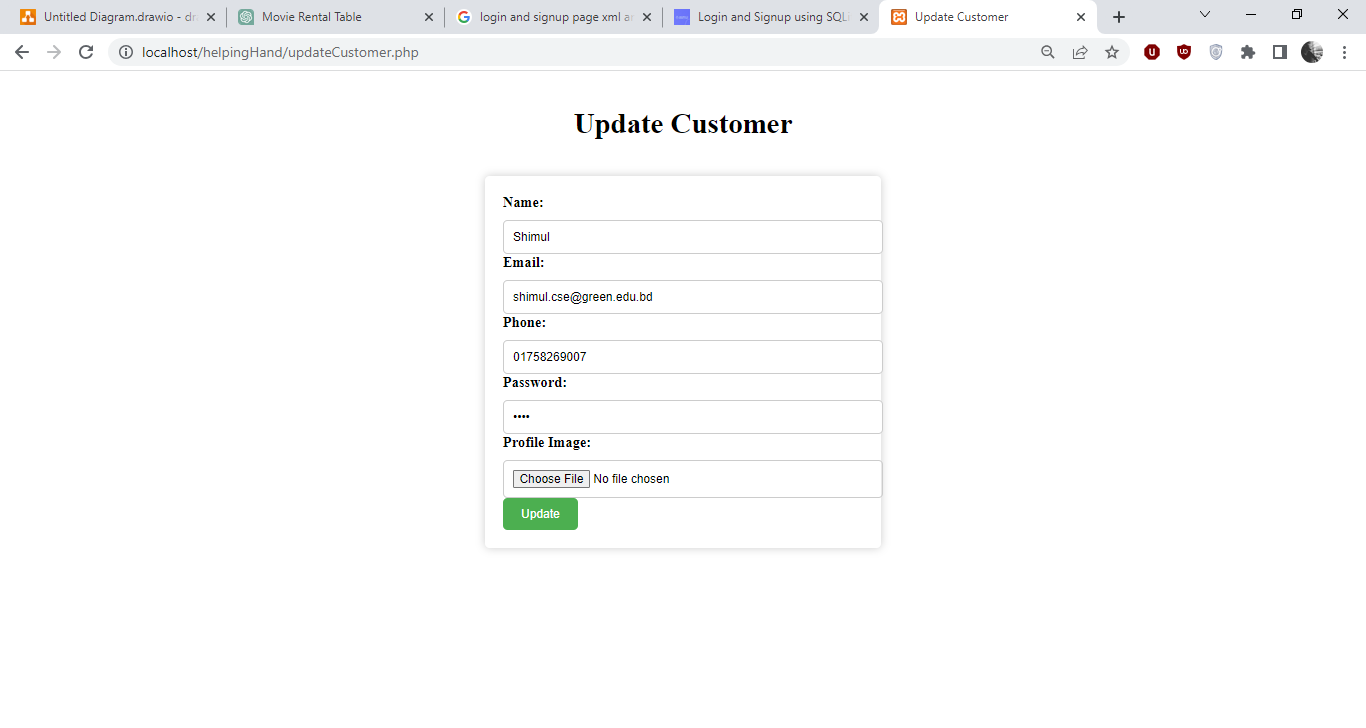 Untitled Diagram.drawio - dr
Movie Rental Table
login and signup page xml an
Login and Signup using SQLi
Update Customer
localhost/helpingHand/updateCustomer.php
Update Customer
Name:
Shimul
Email:
shimul.cse@green.edu.bd
Phone:
01758269007
Password:
••••
Profile Image:
Choose File No file chosen
Update